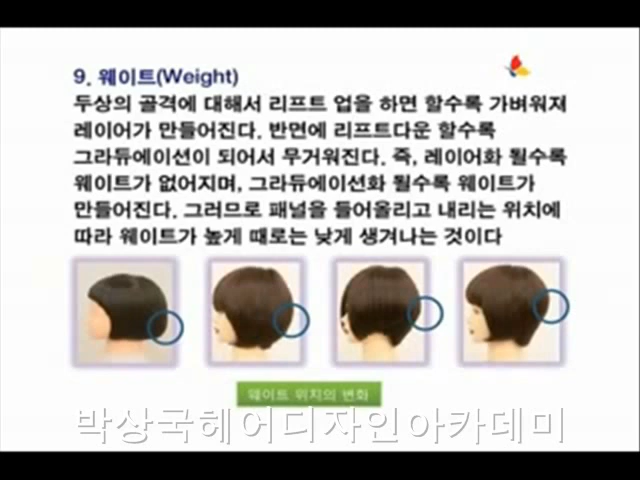 9. 웨이트(Weight)
두상의 골격에 대해서 리프트 업을 하면 할수록 가벼워져
레이어가 만들어진다. 반면에 리프트다운 할수록
그라듀에이션이 되어서 무거워진다. 즉, 레이어화 될수록
웨이트가 없어지며, 그라듀에이션화 될수록 웨이트가
만들어진다. 그러므로 패널을 들어올리고 내리는 위치에
따라 웨이트가 높게 때로는 낮게 생겨나는 것이다
웨이트 위치의 변화
박상국헤어디자인아카데미